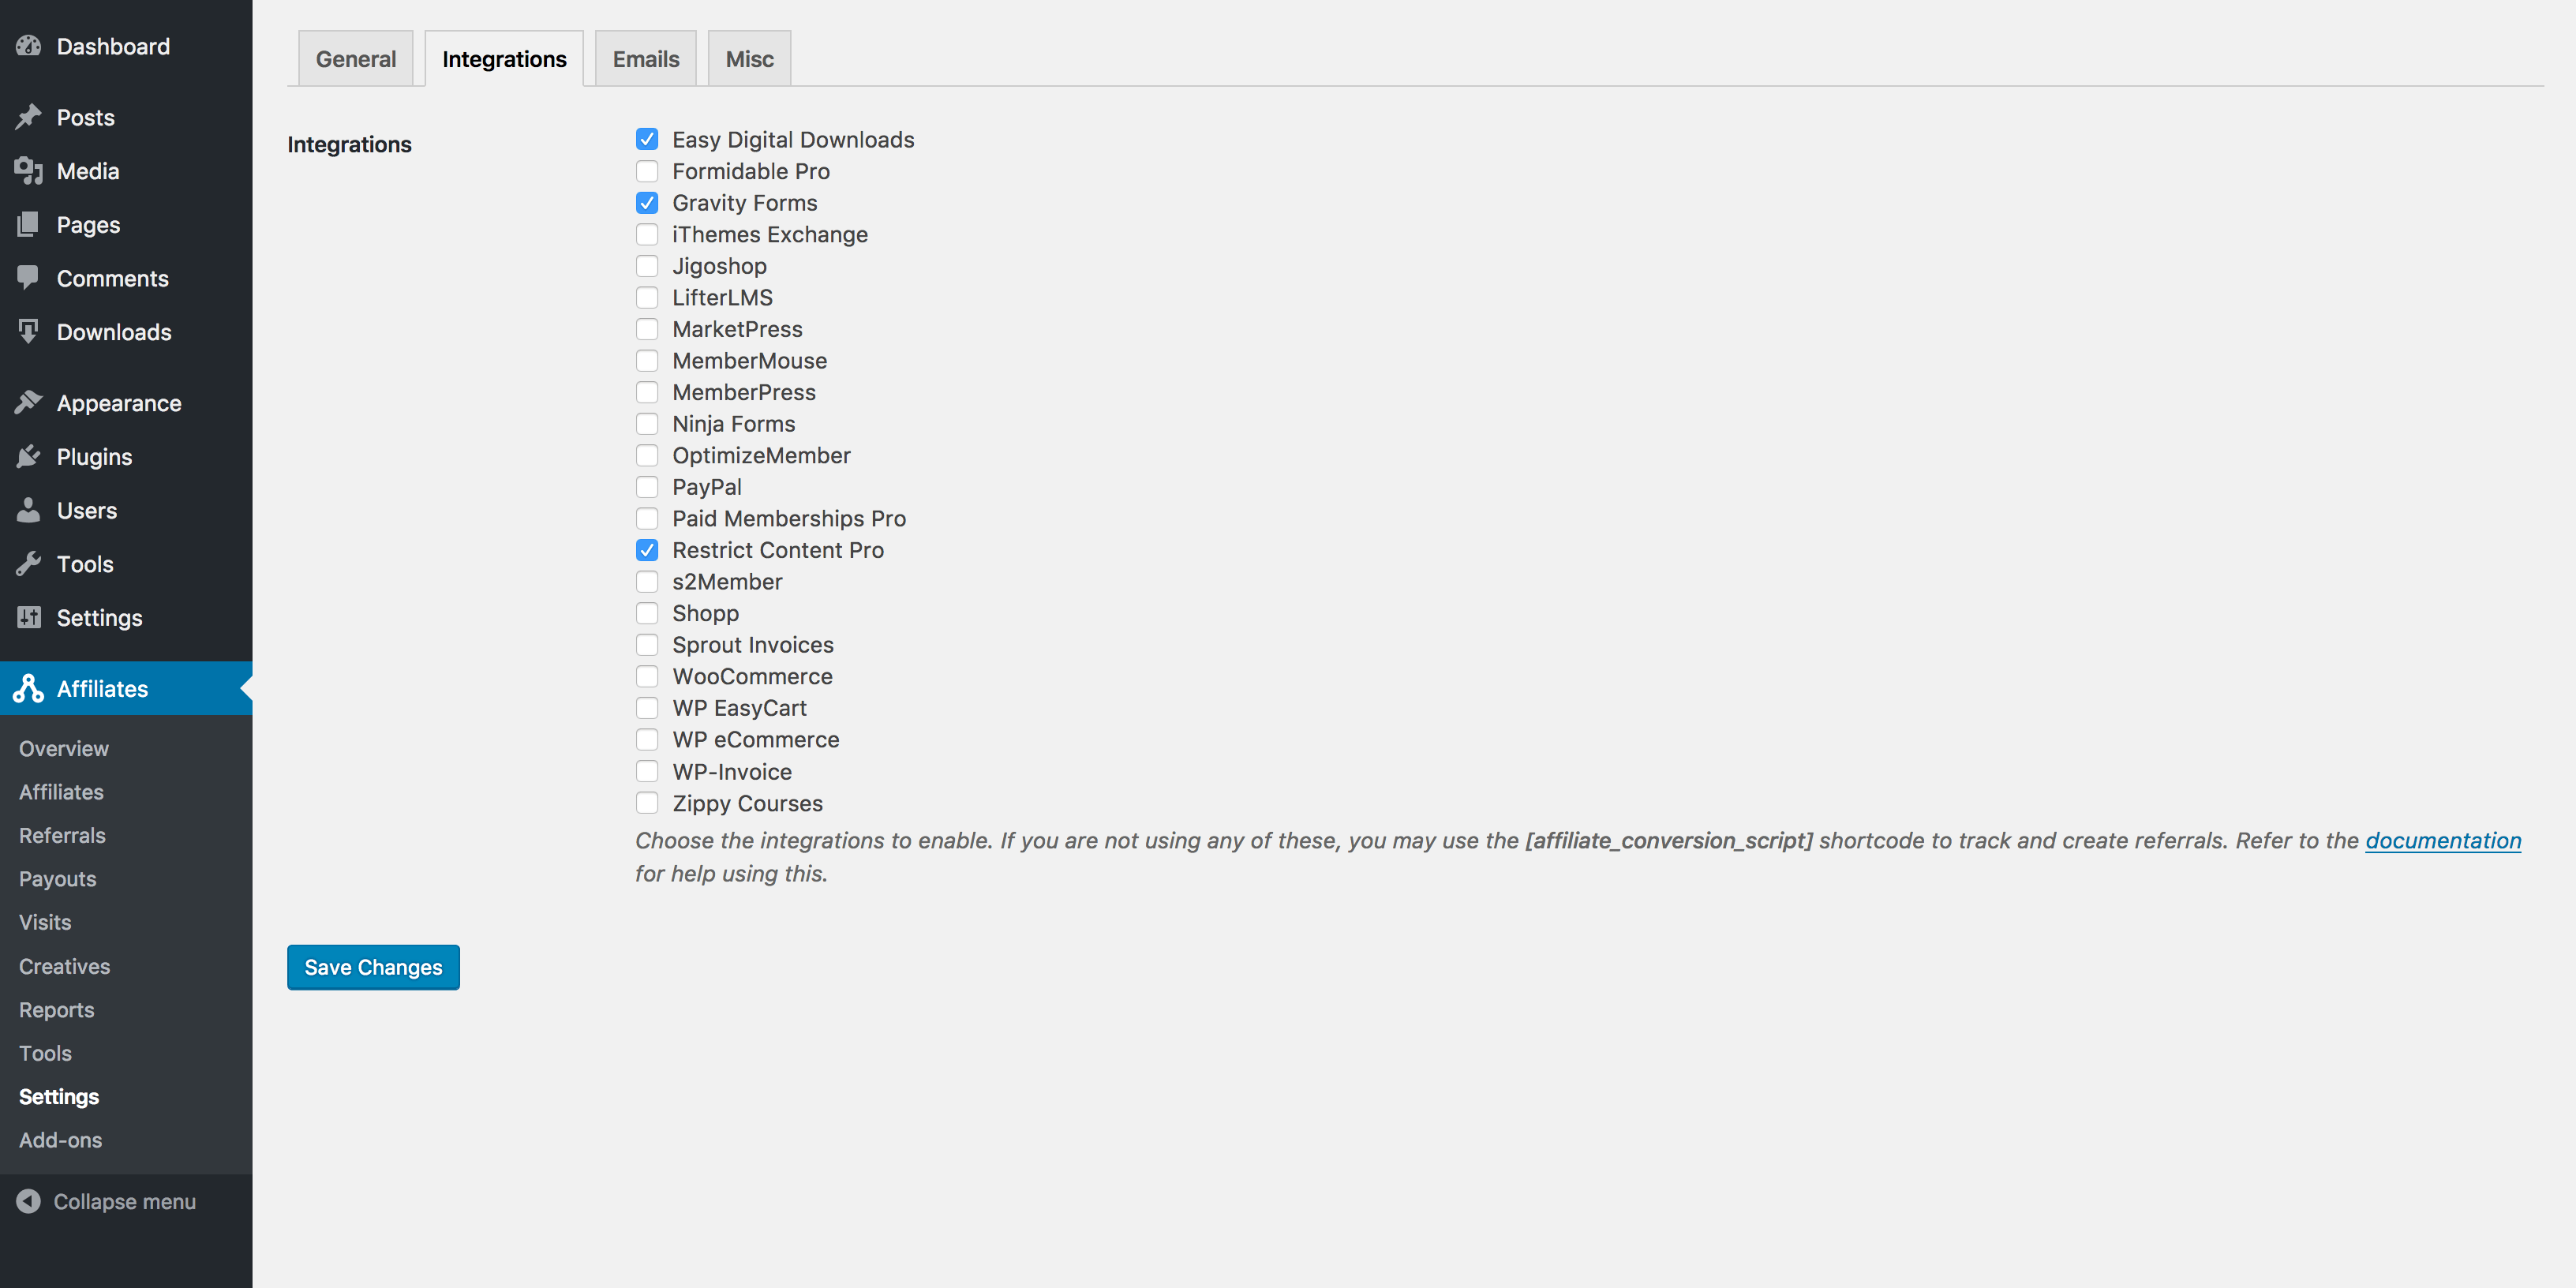 Dashboard
Posts
Media
Pages
Comments
Downloads
Appearance
Plugins
Users
Tools
Settings
Affiliates
Overview
Affiliates
Referrals
Payouts
Visits
Creatives
Reports
Tools
Settings
Add-ons
Collapse menu
General
Integrations
Emails
Misc
Integrations
Easy Digital Downloads
Formidable Pro
Gravity Forms
iThemes Exchange
Jigoshop
LifterLMS
MarketPress
MemberMouse
MemberPress
Ninja Forms
OptimizeMember
PayPal
Paid Memberships Pro
Restrict Content Pro
s2Member
Shopp
Sprout Invoices
WooCommerce
WP EasyCart
WP eCommerce
WP-Invoice
Zippy Courses
Choose the integrations to enable. If you are not using any of these, you may use the [affiliate_conversion_script] shortcode to track and create referrals. Refer to the documentation
for help using this.
Save Changes